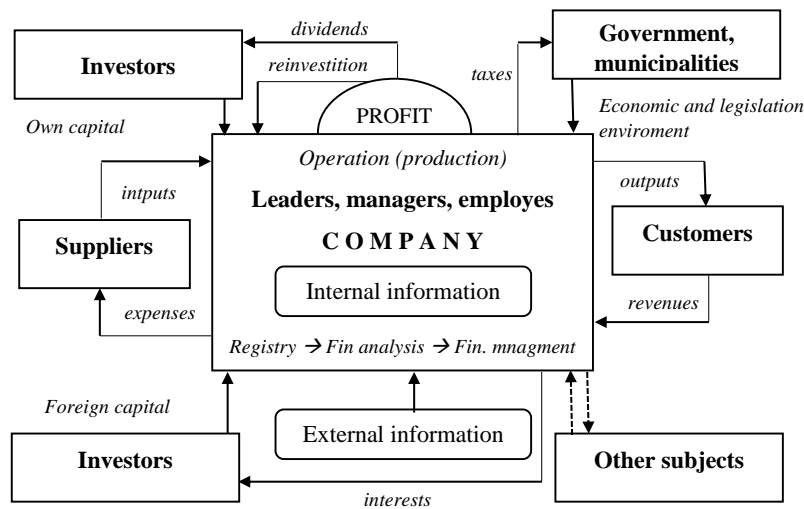 dividends
Investors
reinvestition
taxes
Government,
municipalities
PROFIT
Own capital
Economic and legislation
enviroment
Operation (production)
intputs
Leaders, managers, employes
outputs
Suppliers
C O M P A N Y
Customers
Internal information
expenses
revenues
Registry → Fin analysis → Fin. mnagment
Foreign capital
External information
Investors
Other subjects
interests